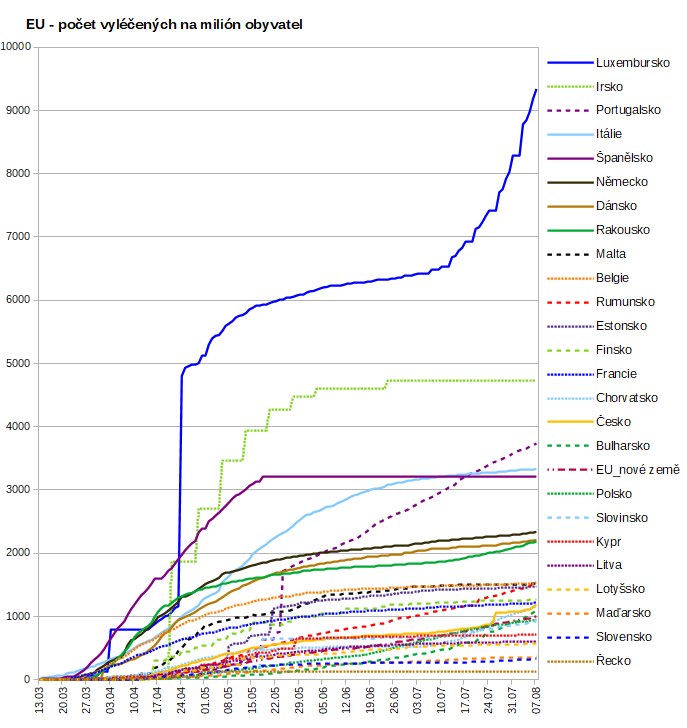 EU - počet vyléčených na milión obyvatel
10000
9000
8000
7000
6000
5000
4000
3000
2000
1000
0
13.03
20.03
27.03
03.04
10.04
17.04
24.04
01.05
08.05
15.05
22.05
29.05
05.06
12.06
19.06
26.06
03.07
10.07
17.07
24.07
31.07
07.08
Luxembursko
Irsko
Portugalsko
Itálie
Španělsko
Německo
Dánsko
Rakousko
Malta
Belgie
Rumunsko
Estonsko
Finsko
Francie
Chorvatsko
Česko
Bulharsko
EU_nové země
Polsko
Slovinsko
Kypr
Litva
Lotyšsko
Maďarsko
Slovensko
Řecko